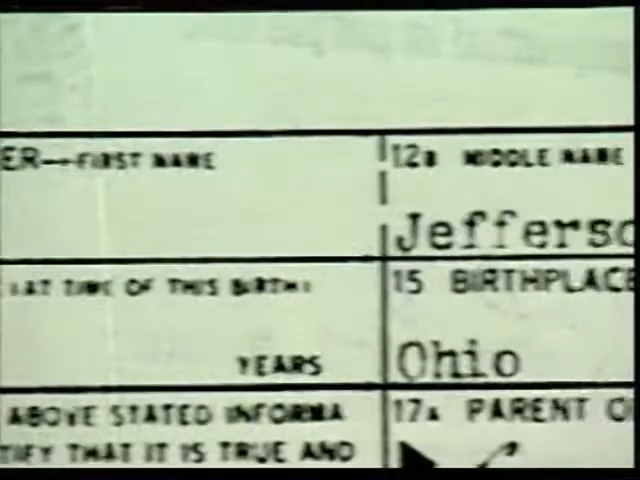 ER—FIRST NAME
12B MIDDLE NAME
Jefferso
(AT TIME OF THIS BIRTH)
15 BIRTHPLACE
YEARS
Ohio
ABOVE STATED INFORMA
17A PARENT O
TIFY THAT IT IS TRUE AND